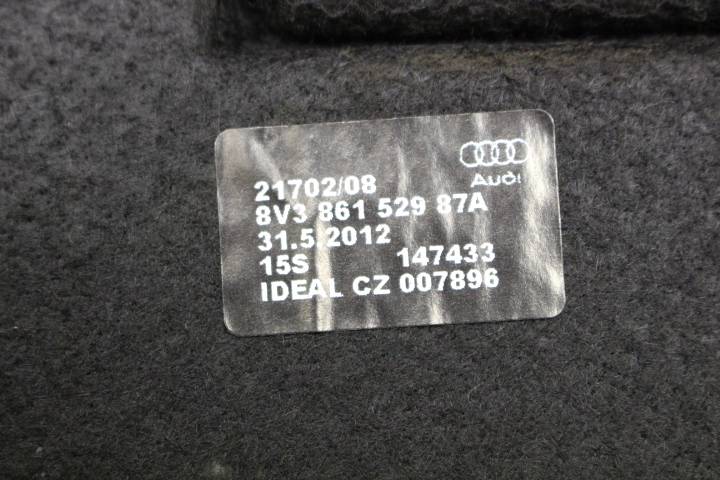 Audi
21702/08
8V3 861 529 87A
31.5.2012
15S 147433
IDEAL CZ 007896